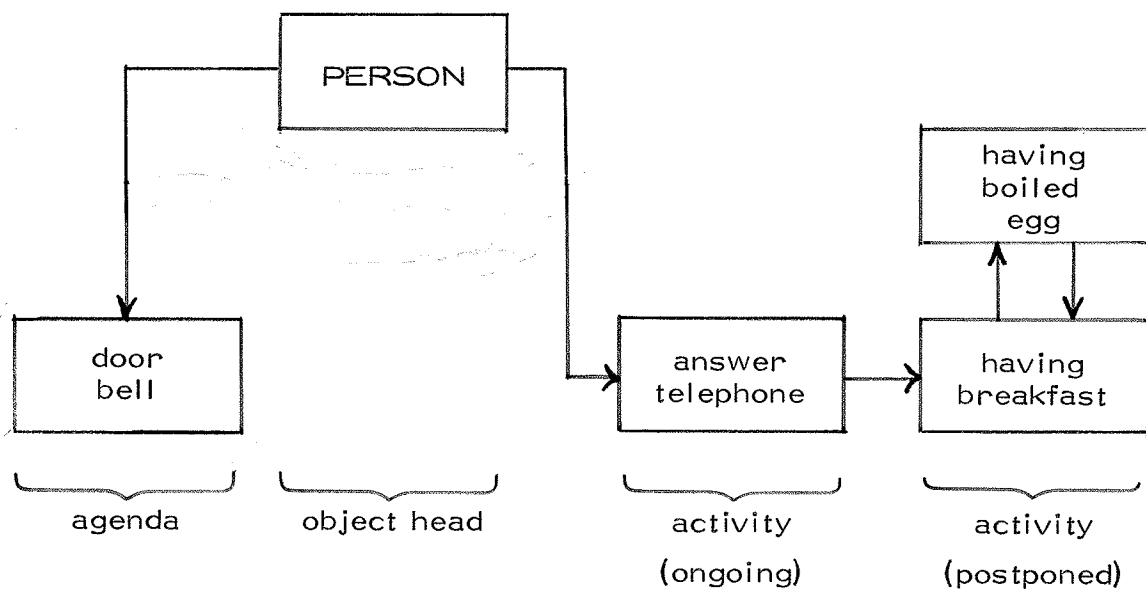 PERSON
having
boiled
egg
door
bell
answer
telephone
having
breakfast
agenda
object head
activity
(ongoing)
activity
(postponed)